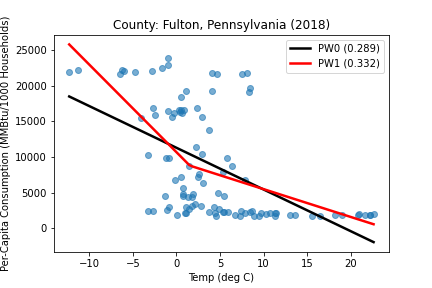 County: Fulton, Pennsylvania (2018)
Per-Capita Consumption (MMBtu/1000 Households)
25000
20000
15000
10000
5000
0
PW0 (0.289)
PW1 (0.332)
−10 −5 0 5 10 15 20
Temp (deg C)